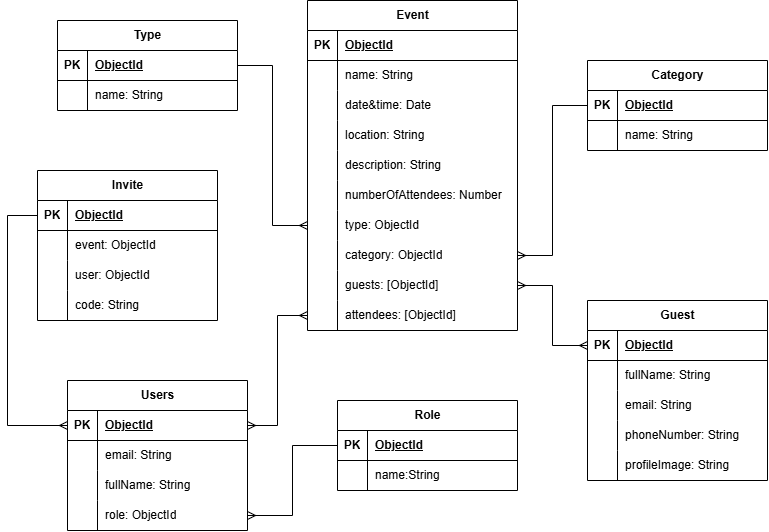 Type
PK ObjectId
name: String
Event
PK ObjectId
name: String
date&time: Date
location: String
description: String
numberOfAttendees: Number
type: ObjectId
category: ObjectId
guests: [ObjectId]
attendees: [ObjectId]
Category
PK ObjectId
name: String
Invite
PK ObjectId
event: ObjectId
user: ObjectId
code: String
Guest
PK ObjectId
fullName: String
email: String
phoneNumber: String
profileImage: String
Users
PK ObjectId
email: String
fullName: String
role: ObjectId
Role
PK ObjectId
name:String